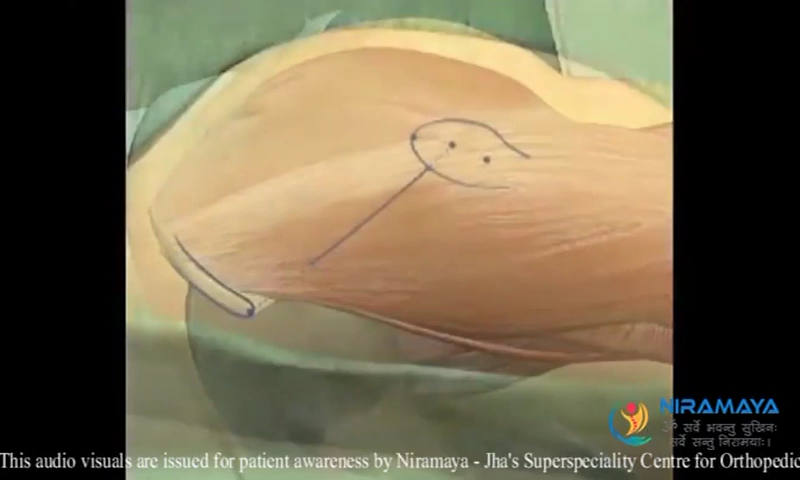 NIRAMAYA
ॐ सर्वे भवन्तु सुखिनः
सर्वे सन्तु निरामयाः।
This audio visuals are issued for patient awareness by Niramaya - Jha's Superspeciality Centre for Orthopedic